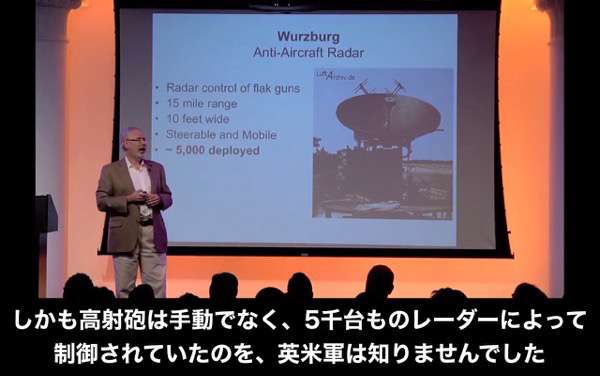 Wurzburg
Anti-Aircraft Radar
• Radar control of flak guns
• 15 mile range
• 10 feet wide
• Steerable and Mobile
• ~ 5,000 deployed
Luft Archiv.de
しかも高射砲は手動でなく、5千台ものレーダーによって
制御されていたのを、英米軍は知りませんでした